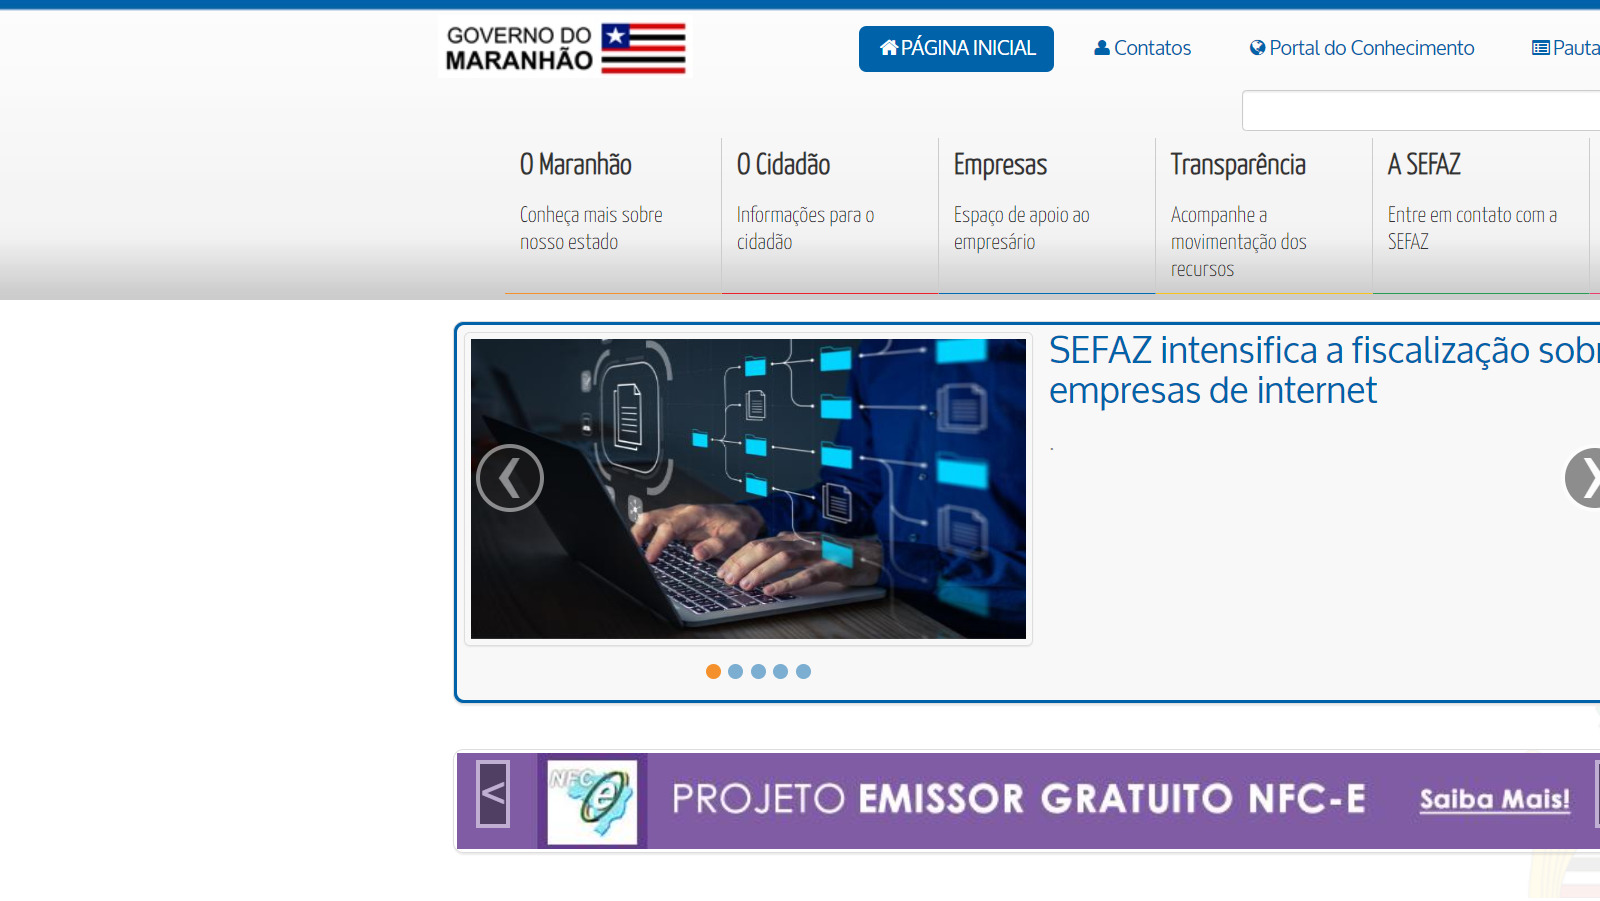 GOVERNO DO
MARANHÃO
PÁGINA INICIAL
Contatos
Portal do Conhecimento
Pauta
O Maranhão
Conheça mais sobre
nosso estado
O Cidadão
Informações para o
cidadão
Empresas
Espaço de apoio ao
empresário
Transparência
Acompanhe a
movimentação dos
recursos
A SEFAZ
Entre em contato com a
SEFAZ
SEFAZ intensifica a fiscalização sobr
empresas de internet
.
NFC
e
PROJETO EMISSOR GRATUITO NFC-E
Saiba Mais!